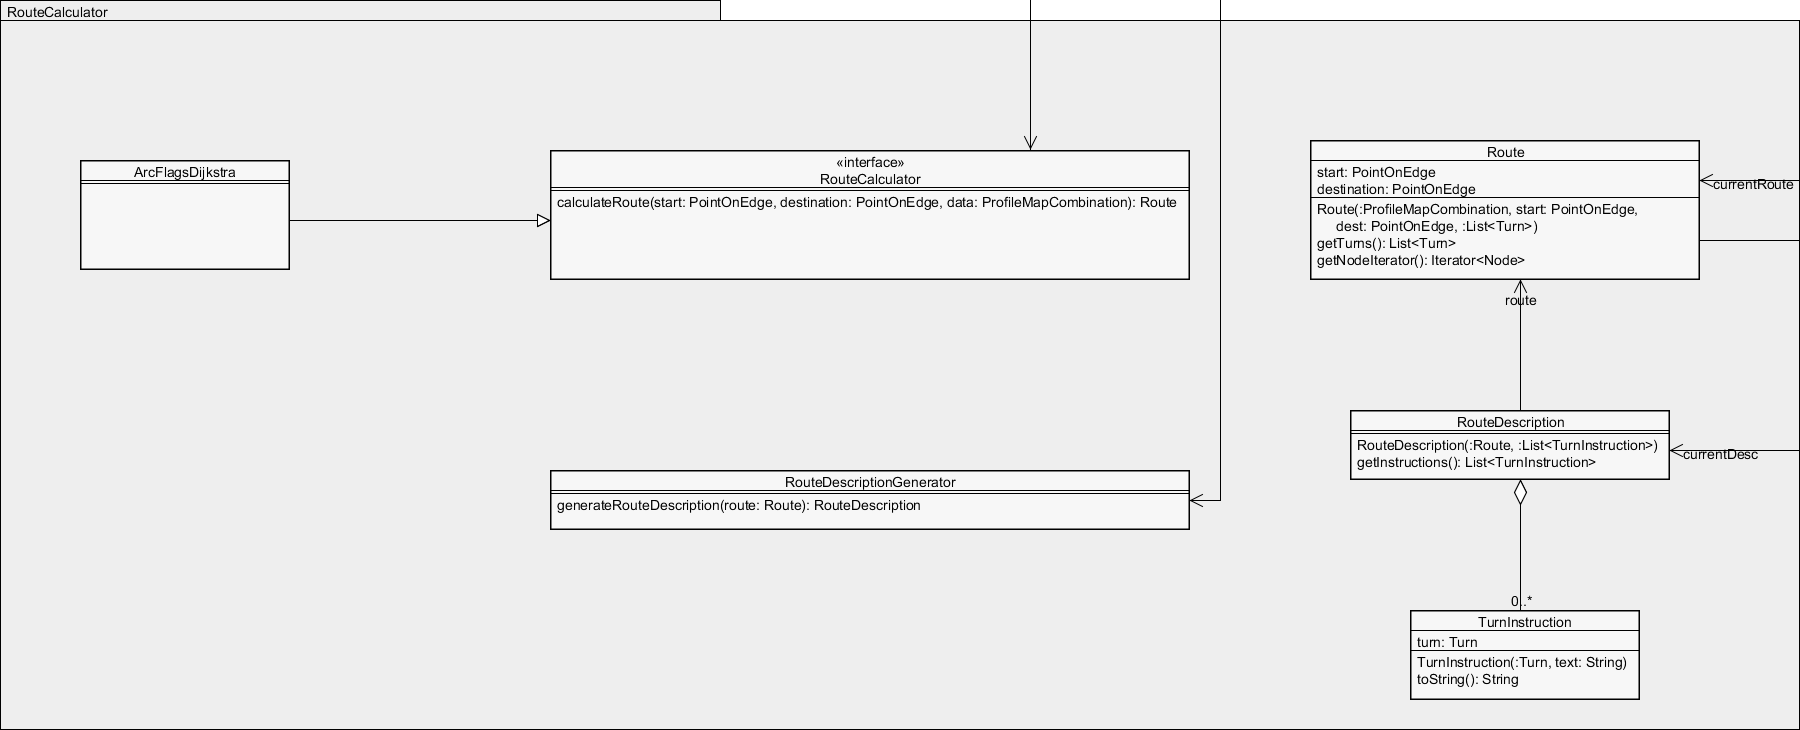 RouteCalculator
ArcFlagsDijkstra
«interface»
RouteCalculator
calculateRoute(start: PointOnEdge, destination: PointOnEdge, data: ProfileMapCombination): Route
Route
start: PointOnEdge
destination: PointOnEdge
Route(:ProfileMapCombination, start: PointOnEdge,
dest: PointOnEdge, :List<Turn>)
getTurns(): List<Turn>
getNodeIterator(): Iterator<Node>
currentRoute
route
RouteDescription
RouteDescription(:Route, :List<TurnInstruction>)
getInstructions(): List<TurnInstruction>
currentDesc
RouteDescriptionGenerator
generateRouteDescription(route: Route): RouteDescription
0..*
TurnInstruction
turn: Turn
TurnInstruction(:Turn, text: String)
toString(): String